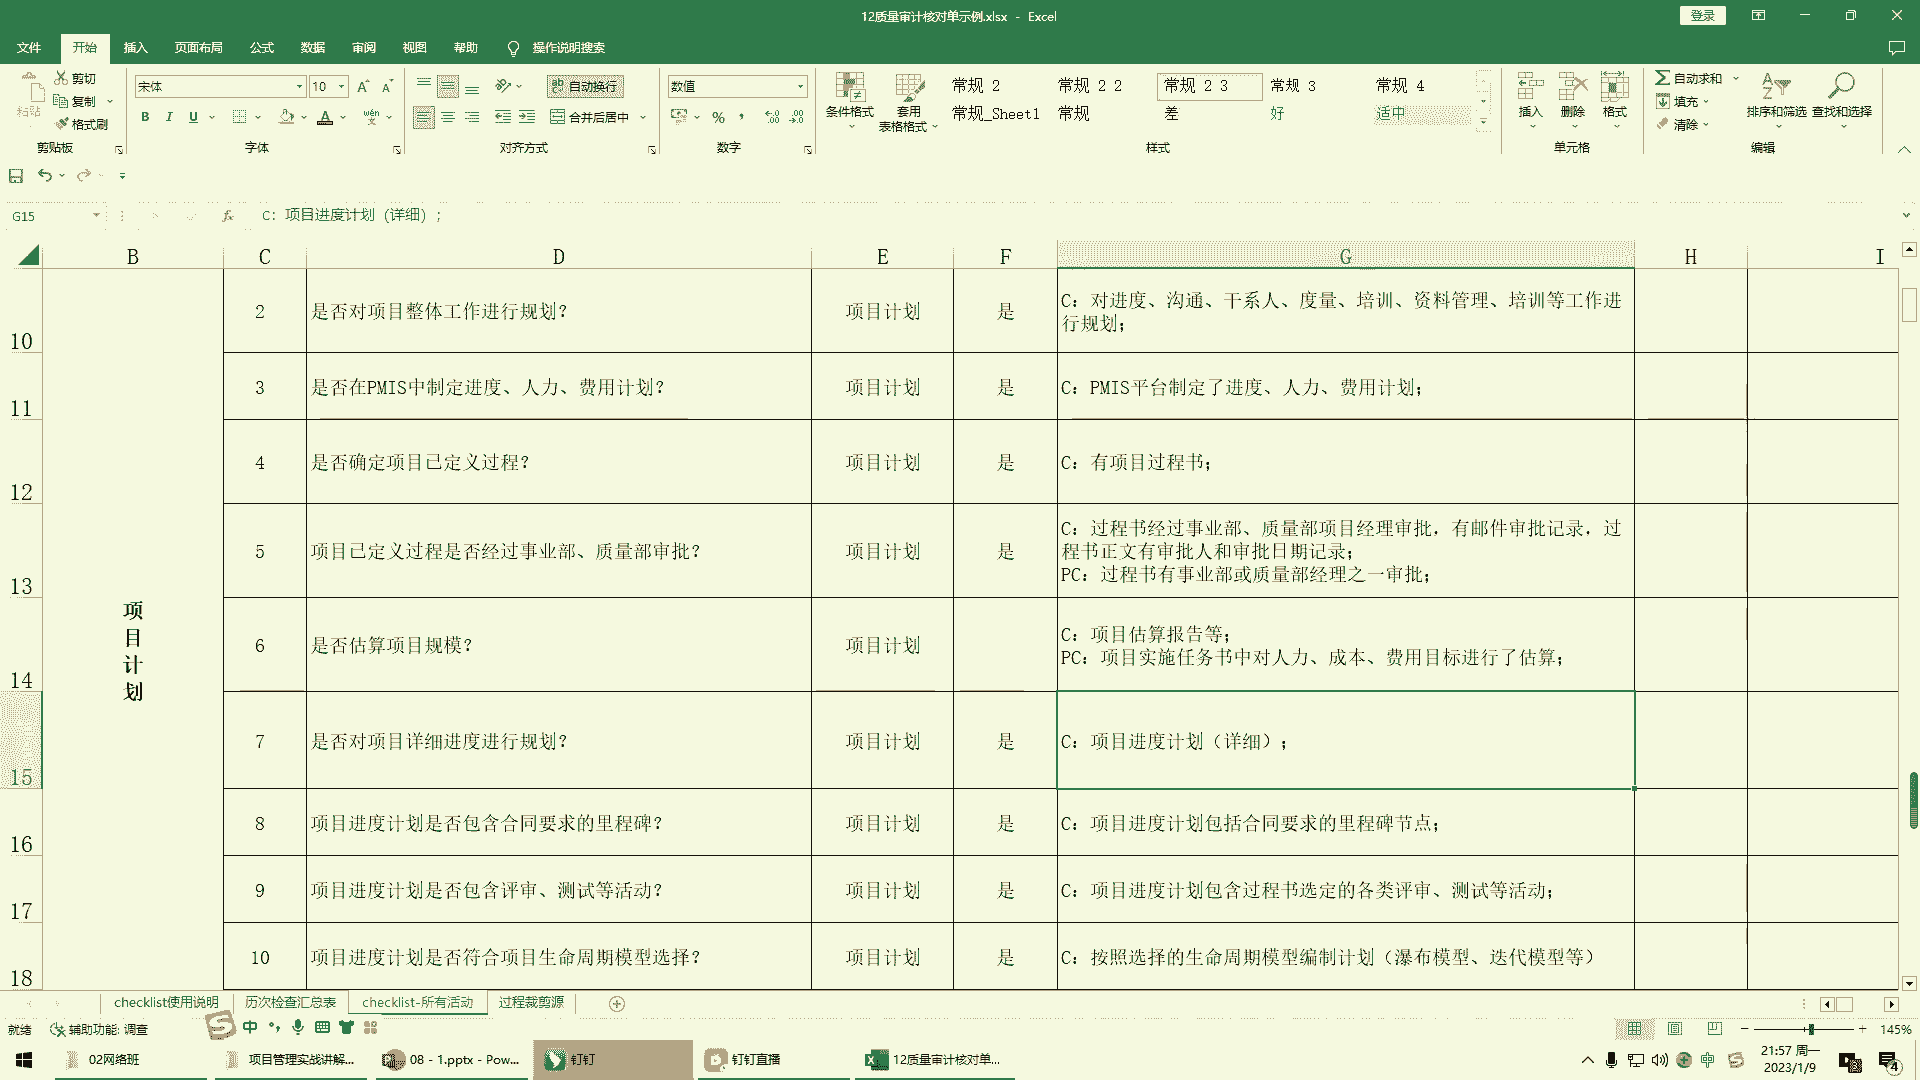 12质量审计核对单示例.xlsx - Excel
登录
文件 开始 插入 页面布局 公式 数据 审阅 视图 帮助 操作说明搜索
粘贴
剪切
复制
格式刷
剪贴板
宋体 10
B I U A wén
字体
自动换行
合并后居中
对齐方式
数值
数字
条件格式
套用
表格格式
常规 2 常规 2 2 常规 2 3 常规 3 常规 4
常规_Sheet1 常规 差 好 适中
样式
插入 删除 格式
单元格
自动求和
填充
清除
排序和筛选 查找和选择
编辑
G15 fx C：项目进度计划（详细）；
B C D E F G H I
项目计划
10 2 是否对项目整体工作进行规划？ 项目计划 是 C：对进度、沟通、干系人、度量、培训、资料管理、培训等工作进
行规划；
11 3 是否在PMIS中制定进度、人力、费用计划？ 项目计划 是 C：PMIS平台制定了进度、人力、费用计划；
12 4 是否确定项目已定义过程？ 项目计划 是 C：有项目过程书；
13 5 项目已定义过程是否经过事业部、质量部审批？ 项目计划 是 C：过程书经过事业部、质量部项目经理审批，有邮件审批记录，过
程书正文有审批人和审批日期记录；
PC：过程书有事业部或质量部经理之一审批；
14 6 是否估算项目规模？ 项目计划 C：项目估算报告等；
PC：项目实施任务书中对人力、成本、费用目标进行了估算；
15 7 是否对项目详细进度进行规划？ 项目计划 是 C：项目进度计划（详细）；
16 8 项目进度计划是否包含合同要求的里程碑？ 项目计划 是 C：项目进度计划包括合同要求的里程碑节点；
17 9 项目进度计划是否包含评审、测试等活动？ 项目计划 是 C：项目进度计划包含过程书选定的各类评审、测试等活动；
18 10 项目进度计划是否符合项目生命周期模型选择？ 项目计划 是 C：按照选择的生命周期模型编制计划（瀑布模型、迭代模型等）
checklist使用说明 历次检查汇总表 checklist-所有活动 过程裁剪源
就绪 辅助功能: 调查 中 145%
02网络班 项目管理实战讲解... 08 - 1.pptx - Pow... 钉钉 钉钉直播 12质量审计核对单...
中
21:57 周一
2023/1/9
4